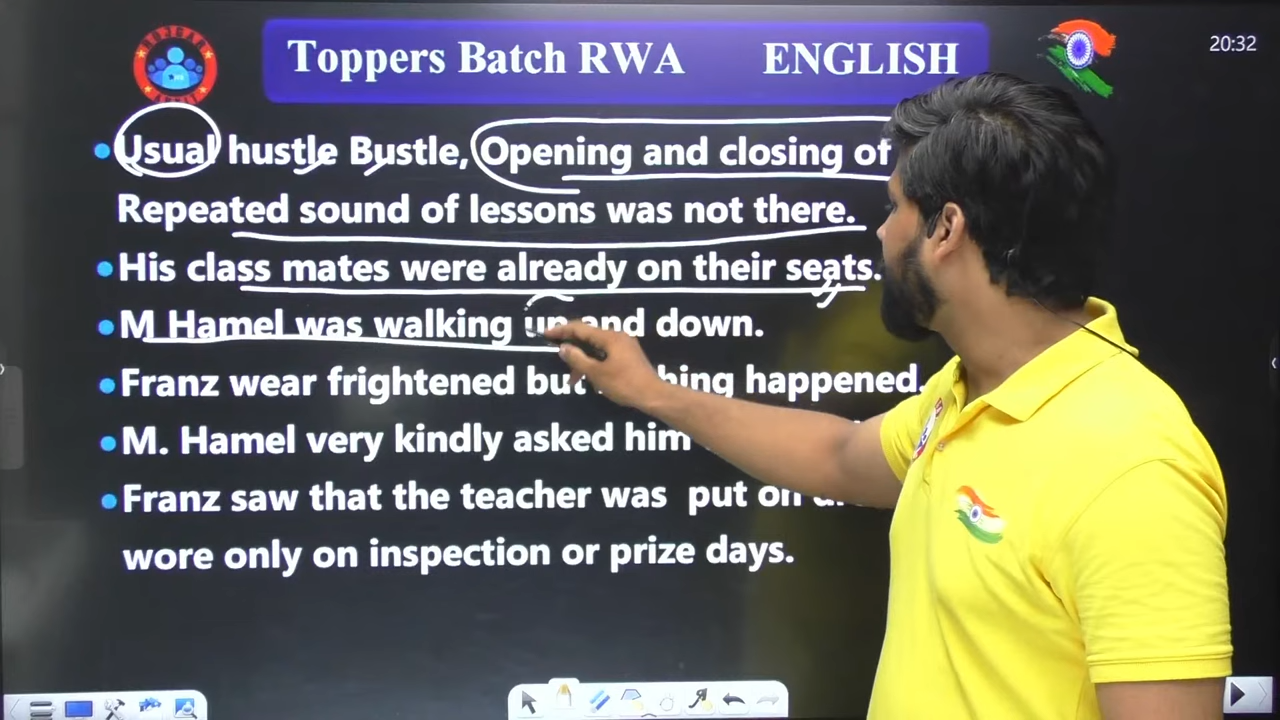 Toppers Batch RWA ENGLISH
20:32
Usual hustle Bustle, Opening and closing of
Repeated sound of lessons was not there.
His class mates were already on their seats.
M Hamel was walking up and down.
Franz wear frightened but happened.
M. Hamel very kindly asked him
Franz saw that the teacher was put on
wore only on inspection or prize days.